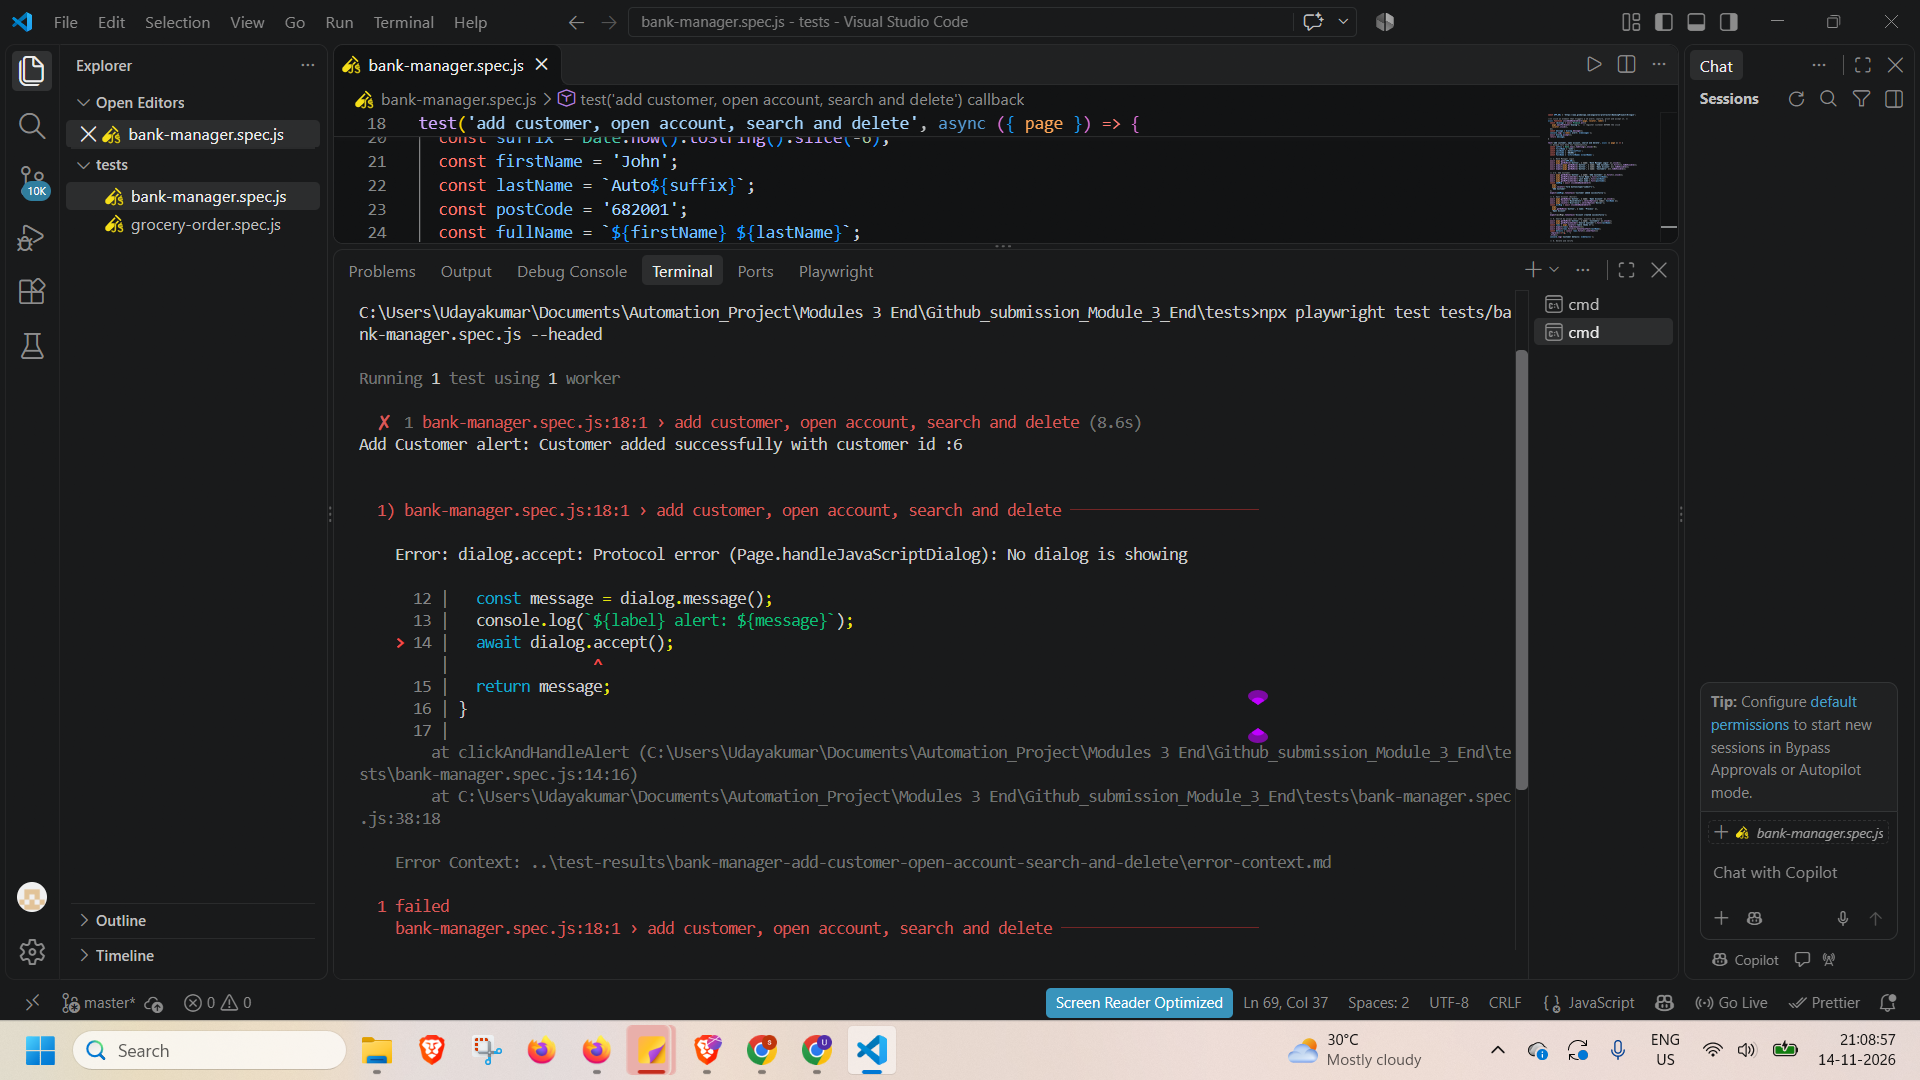 File Edit Selection View Go Run Terminal Help
bank-manager.spec.js - tests - Visual Studio Code
Explorer
Open Editors
bank-manager.spec.js
tests
bank-manager.spec.js
grocery-order.spec.js
10K
Outline
Timeline
bank-manager.spec.js
bank-manager.spec.js > test('add customer, open account, search and delete') callback
18 test('add customer, open account, search and delete', async ({ page }) => {
20 const suffix = Date.now().toString().slice(-6);
21 const firstName = 'John';
22 const lastName = `Auto${suffix}`;
23 const postCode = '682001';
24 const fullName = `${firstName} ${lastName}`;
Problems Output Debug Console Terminal Ports Playwright
C:\Users\Udayakumar\Documents\Automation_Project\Modules 3 End\Github_submission_Module_3_End\tests>npx playwright test tests/ba
nk-manager.spec.js --headed
Running 1 test using 1 worker
✗ 1 bank-manager.spec.js:18:1 › add customer, open account, search and delete (8.6s)
Add Customer alert: Customer added successfully with customer id :6
1) bank-manager.spec.js:18:1 › add customer, open account, search and delete
Error: dialog.accept: Protocol error (Page.handleJavaScriptDialog): No dialog is showing
12 | const message = dialog.message();
13 | console.log(`${label} alert: ${message}`);
> 14 | await dialog.accept();
| ^
15 | return message;
16 | }
17 |
at clickAndHandleAlert (C:\Users\Udayakumar\Documents\Automation_Project\Modules 3 End\Github_submission_Module_3_End\te
sts\bank-manager.spec.js:14:16)
at C:\Users\Udayakumar\Documents\Automation_Project\Modules 3 End\Github_submission_Module_3_End\tests\bank-manager.spec
.js:38:18
Error Context: ..\test-results\bank-manager-add-customer-open-account-search-and-delete\error-context.md
1 failed
bank-manager.spec.js:18:1 › add customer, open account, search and delete
cmd
cmd
Chat
Sessions
Tip: Configure default
permissions to start new
sessions in Bypass
Approvals or Autopilot
mode.
bank-manager.spec.js
Chat with Copilot
Copilot
master* 0 0
Screen Reader Optimized Ln 69, Col 37 Spaces: 2 UTF-8 CRLF {} JavaScript Go Live Prettier
Search
30°C
Mostly cloudy
ENG
US
21:08:57
14-11-2026